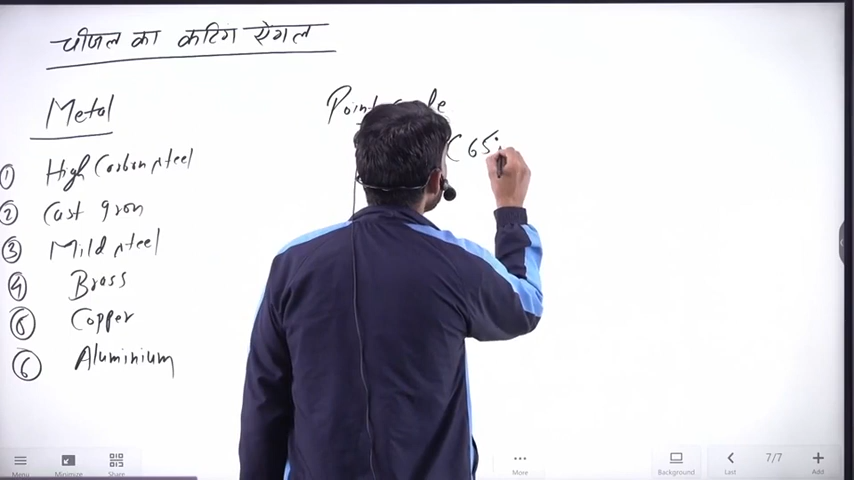 चीजल का कटिंग ऐंगल
Metal
Point
① High Carbon steel
(65
② Cast Iron
③ Mild steel
④ Brass
⑤ Copper
⑥ Aluminium
Menu Minimize Share More Background Last 7/7 Add